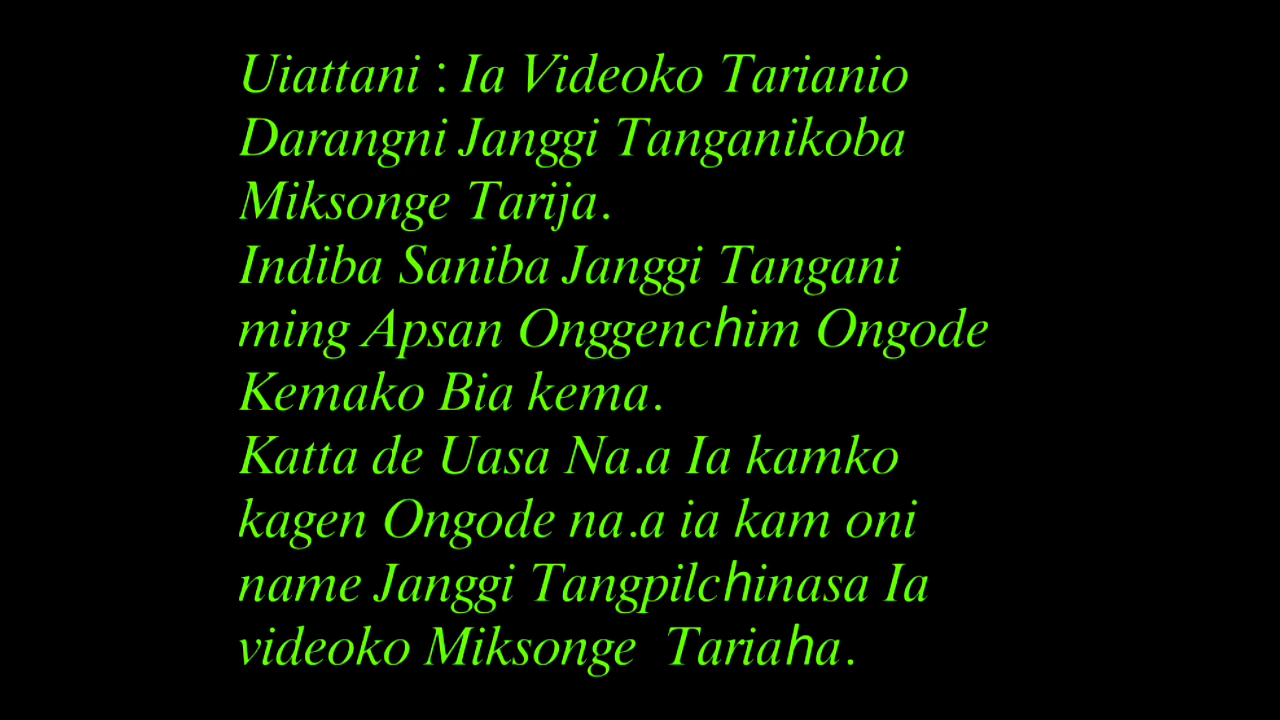 Uiattani : Ia Videoko Tarianio
Darangni Janggi Tanganikoba
Miksonge Tarija.
Indiba Saniba Janggi Tangani
ming Apsan Onggenchim Ongode
Kemako Bia kema.
Katta de Uasa Na.a Ia kamko
kagen Ongode na.a ia kam oni
name Janggi Tangpilchinasa Ia
videoko Miksonge Tariaha.